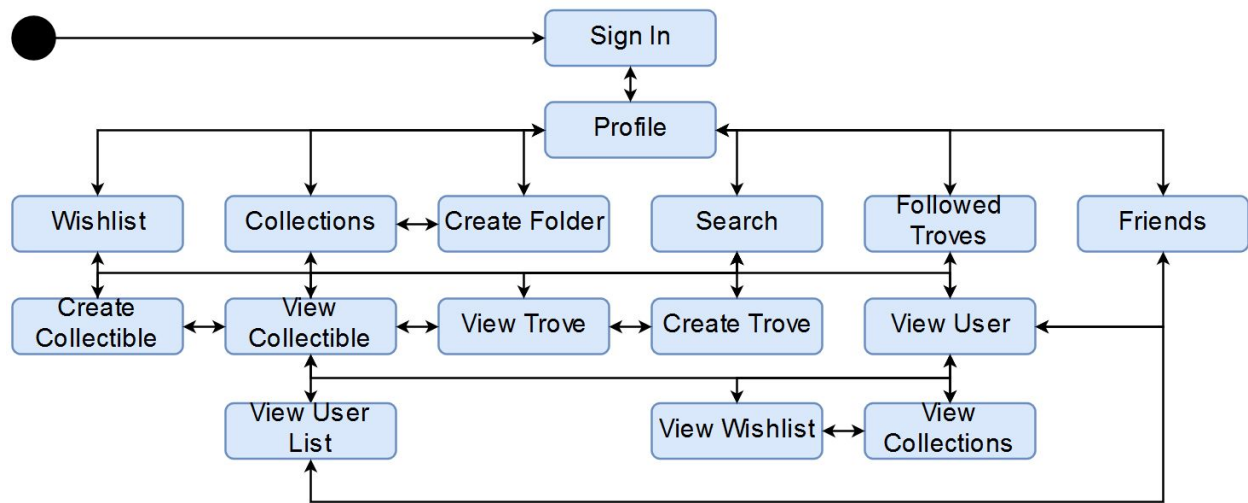 Sign In
Profile
Wishlist
Collections
Create Folder
Search
Followed
Troves
Friends
Create
Collectible
View
Collectible
View Trove
Create Trove
View User
View User
List
View Wishlist
View
Collections